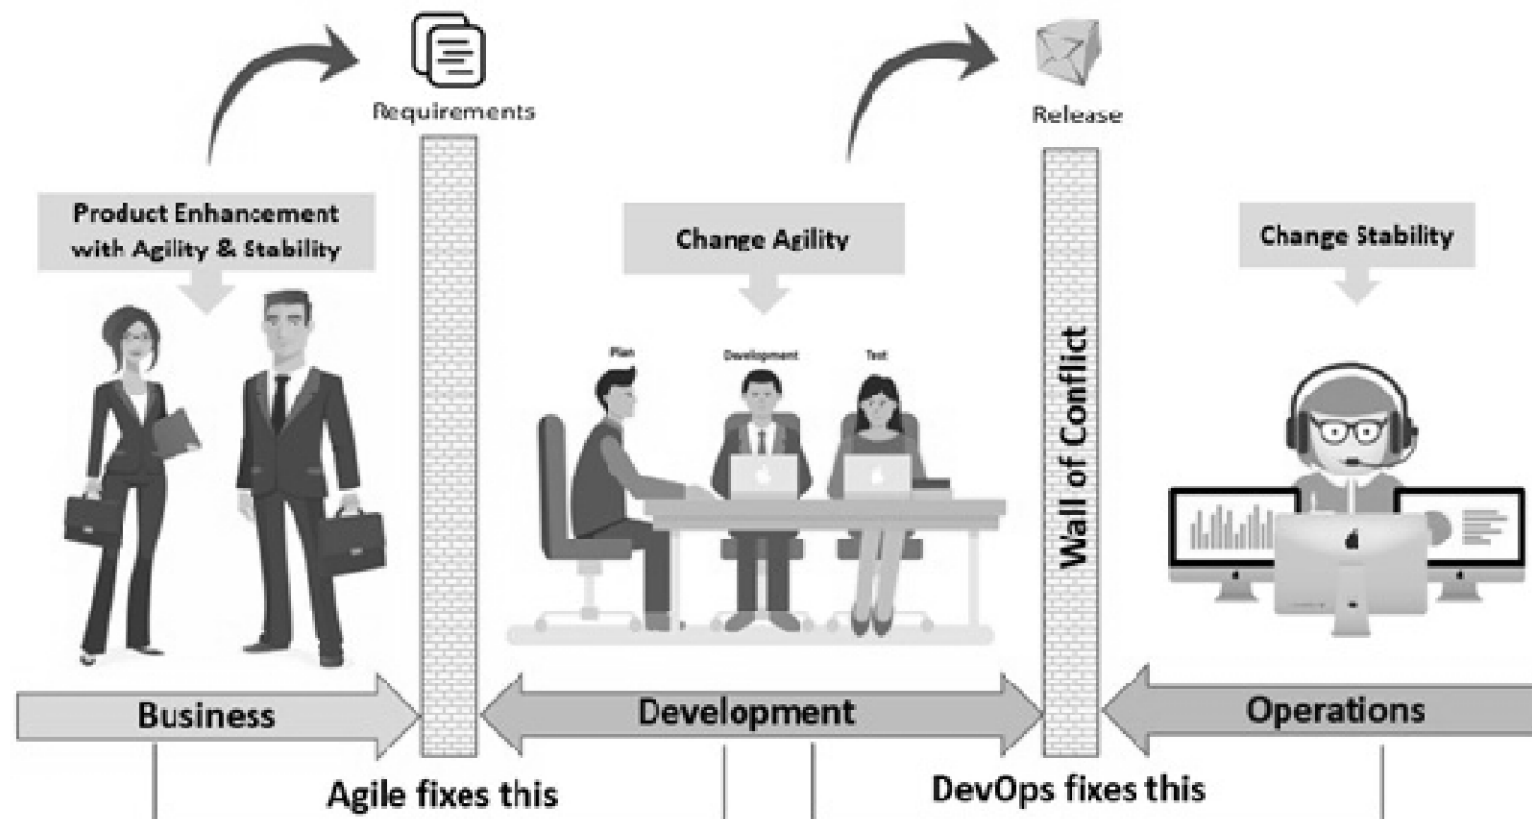 Requirements
Release
Product Enhancement
with Agility & Stability
Change Agility
Change Stability
Plan
Development
Test
Wall of Conflict
Business
Development
Operations
Agile fixes this
DevOps fixes this